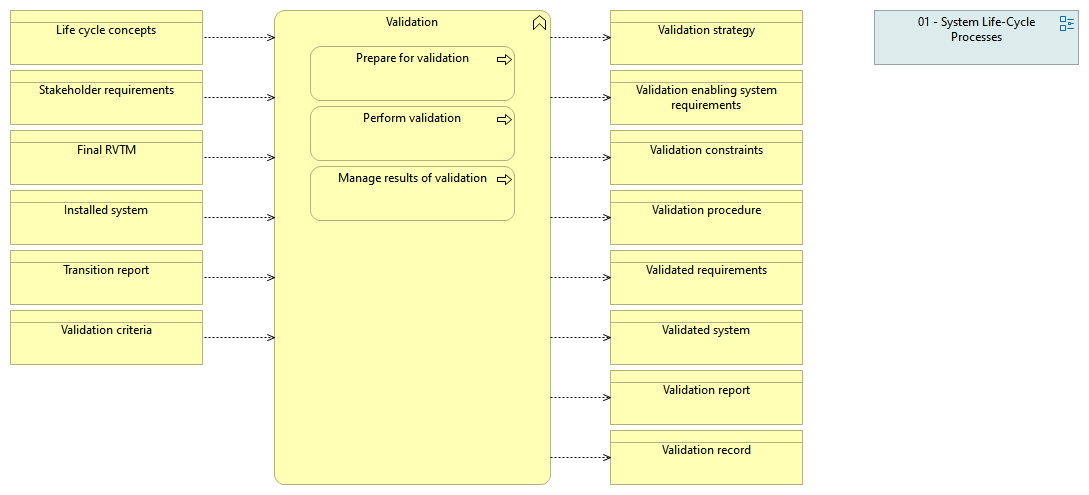 Life cycle concepts
Stakeholder requirements
Final RVTM
Installed system
Transition report
Validation criteria
Validation
Prepare for validation
Perform validation
Manage results of validation
Validation strategy
Validation enabling system
requirements
Validation constraints
Validation procedure
Validated requirements
Validated system
Validation report
Validation record
01 - System Life-Cycle
Processes